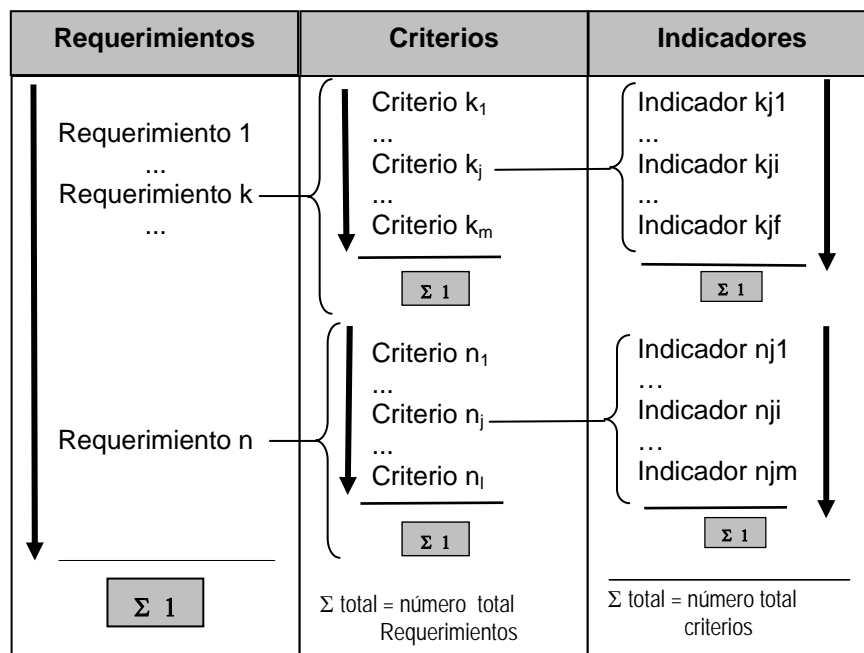 Requerimientos
Criterios
Indicadores
Requerimiento 1
...
Requerimiento k
...
Requerimiento n
Σ 1
Criterio k₁
...
Criterio kⱼ
...
Criterio kₘ
Σ 1
Criterio n₁
...
Criterio nⱼ
...
Criterio nₗ
Σ 1
Σ total = número total
Requerimientos
Indicador kj1
...
Indicador kji
...
Indicador kjf
Σ 1
Indicador nj1
...
Indicador nji
...
Indicador njm
Σ 1
Σ total = número total
criterios